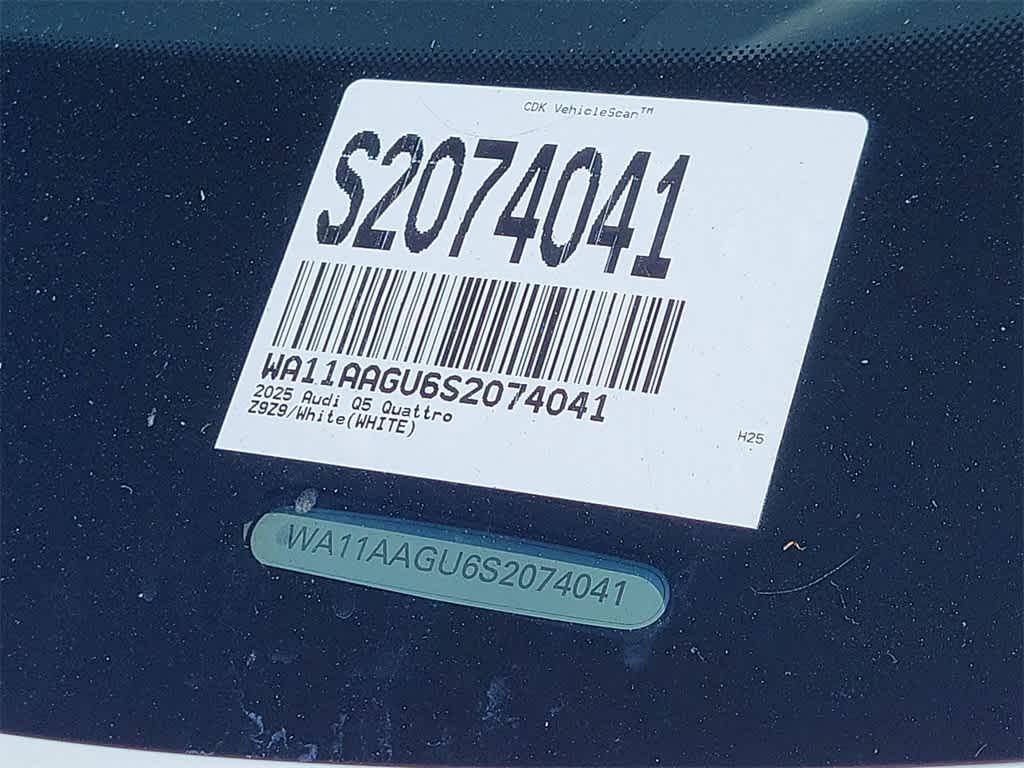 CDK VehicleScan™
S2074041
WA11AAGU6S2074041
2025 Audi Q5 Quattro
Z9Z9/White(WHITE)
H25
WA11AAGU6S2074041